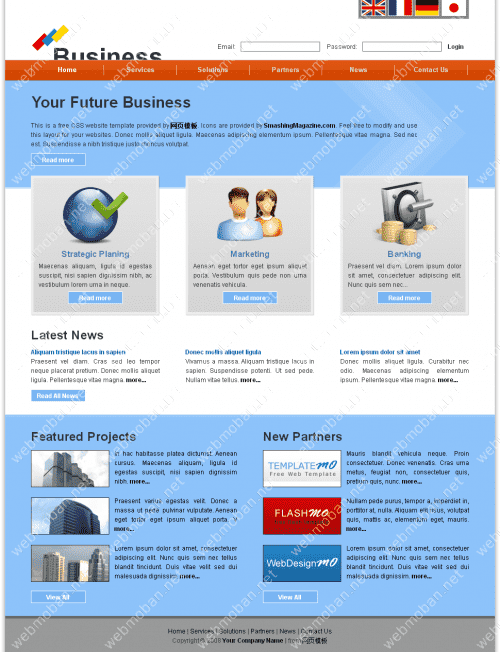 Business
Email: Password: Login
Home Services Solutions Partners News Contact Us
Your Future Business
This is a free CSS website template provided by 网页模板. Icons are provided by SmashingMagazine.com. Feel free to modify and use
this layout for your websites. Donec mollis aliquet ligula. Maecenas adipiscing elementum ipsum. Pellentesque vitae magna. Sed nec
est. Suspendisse a nibh tristique justo rhoncus volutpat.
Read more
Strategic Planing
Maecenas aliquam, ligula id egestas
suscipit, nisi sapien dignissim nibh, ac
vestibulum lorem urna in neque.
Read more
Marketing
Aenean eget tortor eget ipsum aliquet
porta. Vestibulum quis pede non urna
venenatis vehicula.
Read more
Banking
Praesent vel diam. Lorem ipsum dolor
sit amet, consectetuer adipiscing elit.
Nunc quis sem nec...
Read more
Latest News
Aliquam tristique lacus in sapien
Praesent vel diam. Cras sed leo tempor
neque placerat pretium. Donec mollis aliquet
ligula. Pellentesque vitae magna. more...
Donec mollis aliquet ligula
Vivamus a massa. Aliquam tristique lacus in
sapien. Suspendisse potenti. Ut sed pede.
Nullam vitae tellus. more...
Lorem ipsum dolor sit amet
Donec mollis aliquet ligula. Curabitur nec
odio. Maecenas adipiscing elementum
ipsum. Pellentesque vitae magna. more...
Read All News
Featured Projects
In hac habitasse platea dictumst. Aenean
cursus. Maecenas aliquam, ligula id
egestas suscipit, nisi sapien dignissim
nibh. more...
Praesent varius egestas velit. Donec a
massa ut pede pulvinar vulputate. Aenean
eget tortor eget ipsum aliquet porta. more...
Lorem ipsum dolor sit amet, consectetuer
adipiscing elit. Nunc quis sem nec tellus
blandit tincidunt. Duis vitae velit sed dui
malesuada dignissim. more...
View All
New Partners
TEMPLATEMO
Free Web Template
Mauris blandit vehicula neque. Proin
consectetuer. Donec venenatis. Cras urna
metus, feugiat non, consectetuer quis,
pretium quis, nunc. more...
FLASHMO
Nullam pede purus, tempor a, imperdiet in,
porttitor at, nulla. Aliquam elit risus, volutpat
quis, mattis ac, elementum eget, mauris.
more...
WebDesignMO
Lorem ipsum dolor sit amet, consectetuer
adipiscing elit. Nunc quis sem nec tellus
blandit tincidunt. Duis vitae velit sed dui
malesuada dignissim. more...
View All
Home | Services | Solutions | Partners | News | Contact Us
Copyright © 2048 Your Company Name | from 网页模板
webmoban.net